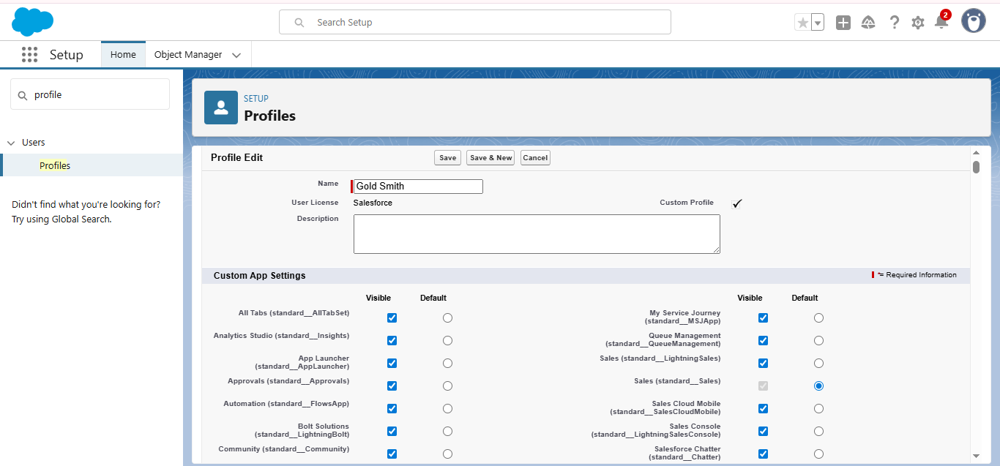 Search Setup
2
Setup
Home
Object Manager
profile
Users
Profiles
Didn't find what you're looking for?
Try using Global Search.
SETUP
Profiles
Profile Edit
Save
Save & New
Cancel
Name
Gold Smith
User License
Salesforce
Custom Profile
Description
Custom App Settings
= Required Information
Visible
Default
Visible
Default
All Tabs (standard__AllTabSet)
My Service Journey
(standard__MSJApp)
Analytics Studio (standard__Insights)
Queue Management
(standard__QueueManagement)
App Launcher
(standard__AppLauncher)
Sales (standard__LightningSales)
Approvals (standard__Approvals)
Sales (standard__Sales)
Automation (standard__FlowsApp)
Sales Cloud Mobile
(standard__SalesCloudMobile)
Bolt Solutions
(standard__LightningBolt)
Sales Console
(standard__LightningSalesConsole)
Community (standard__Community)
Salesforce Chatter
(standard__Chatter)